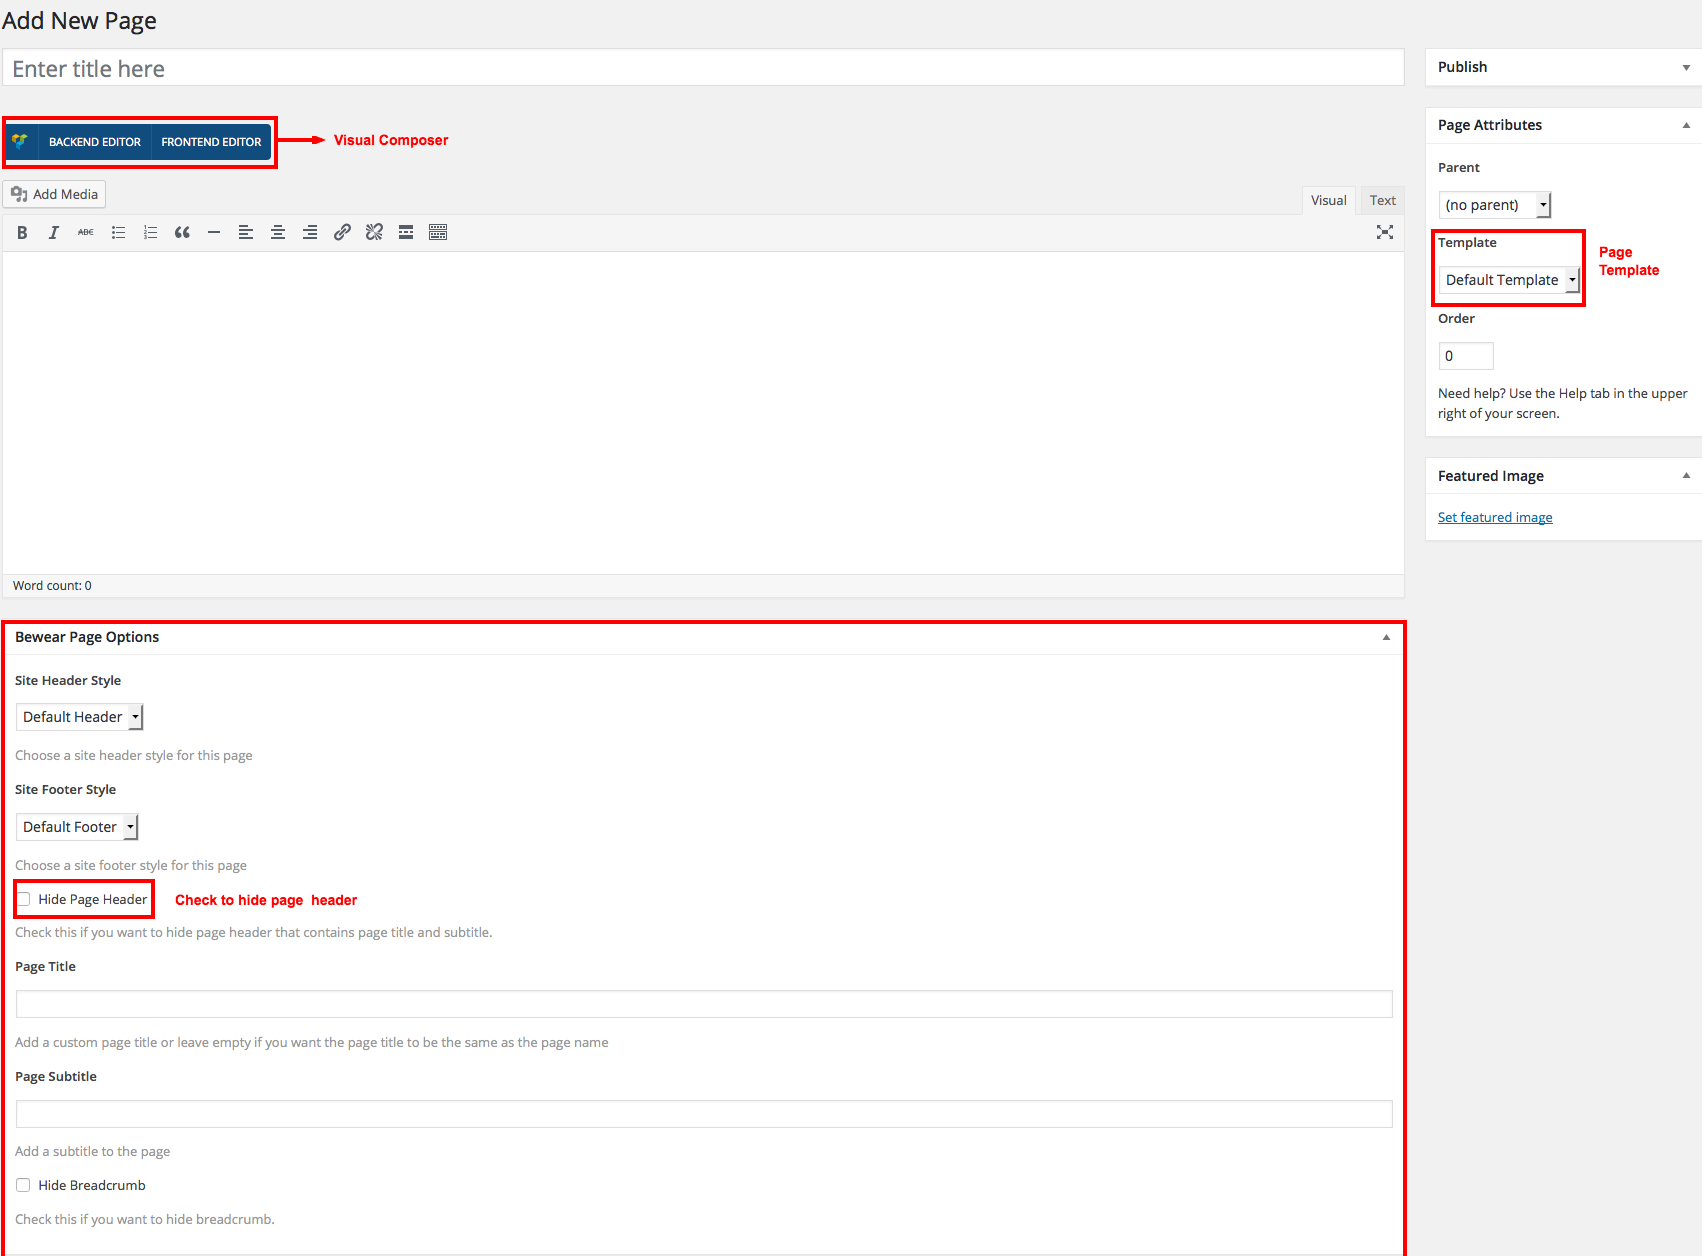 Add New Page
Enter title here
BACKEND EDITOR FRONTEND EDITOR
Visual Composer
Add Media
Visual Text
B I ABC
Word count: 0
Bewear Page Options
Site Header Style
Default Header
Choose a site header style for this page
Site Footer Style
Default Footer
Choose a site footer style for this page
Hide Page Header
Check to hide page header
Check this if you want to hide page header that contains page title and subtitle.
Page Title
Add a custom page title or leave empty if you want the page title to be the same as the page name
Page Subtitle
Add a subtitle to the page
Hide Breadcrumb
Check this if you want to hide breadcrumb.
Publish
Page Attributes
Parent
(no parent)
Template
Default Template
Page
Template
Order
0
Need help? Use the Help tab in the upper
right of your screen.
Featured Image
Set featured image